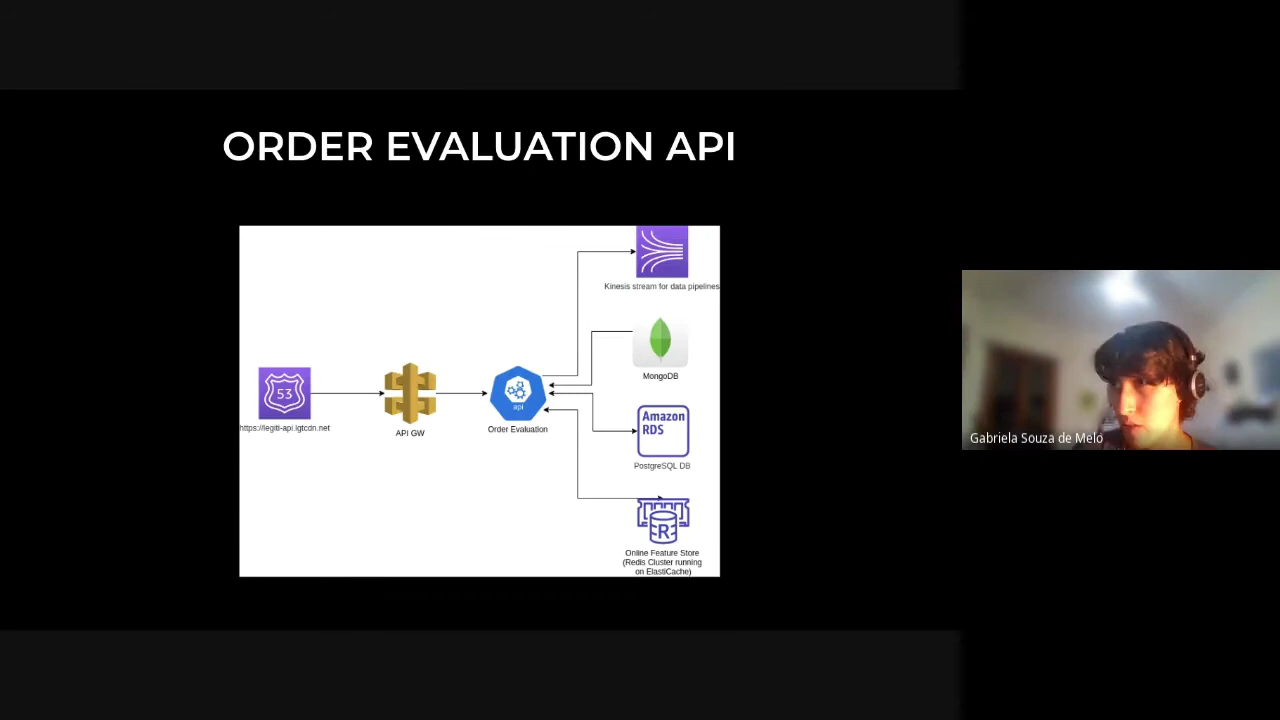 ORDER EVALUATION API
Kinesis stream for data pipelines
MongoDB
53
https://legiti-api.lgtcdn.net
API GW
api
Order Evaluation
Amazon
RDS
PostgreSQL DB
R
Online Feature Store
(Redis Cluster running
on ElastiCache)
Gabriela Souza de Melo